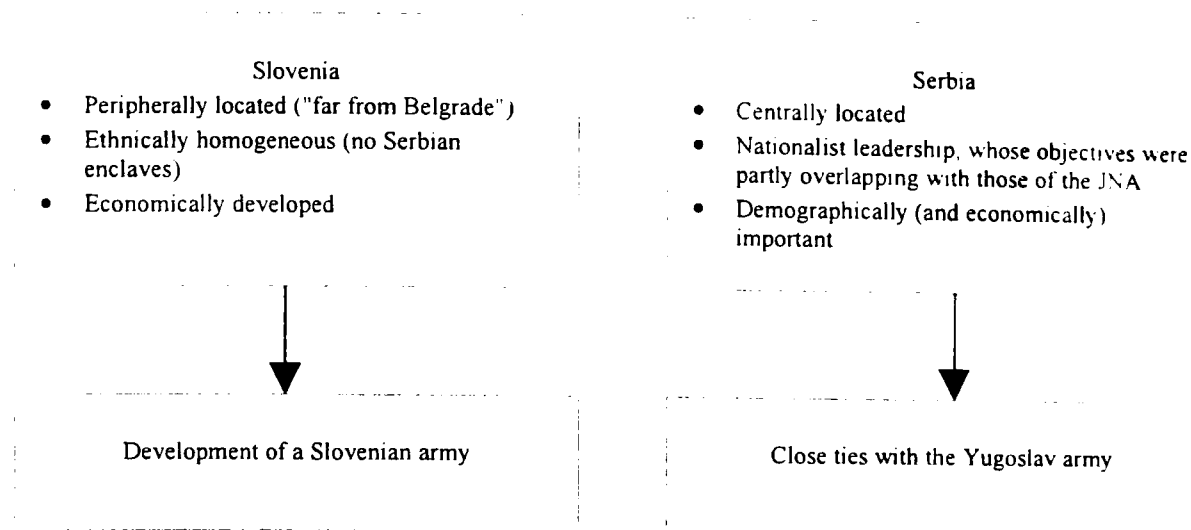 Slovenia
• Peripherally located ("far from Belgrade")
• Ethnically homogeneous (no Serbian
enclaves)
• Economically developed
Serbia
• Centrally located
• Nationalist leadership, whose objectives were
partly overlapping with those of the JNA
• Demographically (and economically)
important
Development of a Slovenian army
Close ties with the Yugoslav army